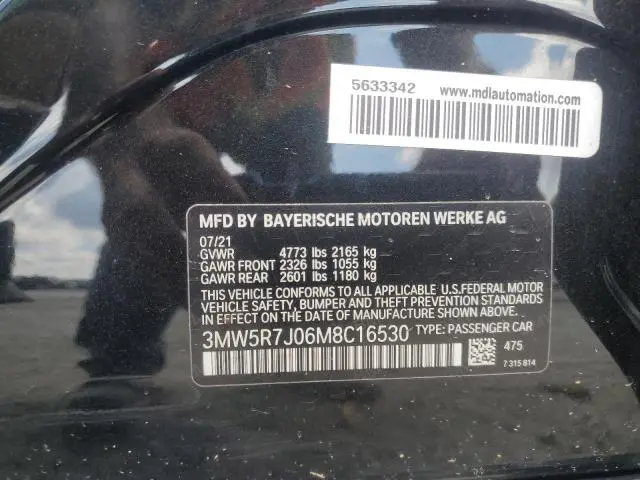 5633342 www.mdlautomation.com
MFD BY BAYERISCHE MOTOREN WERKE AG
07/21
GVWR 4773 lbs 2165 kg
GAWR FRONT 2326 lbs 1055 kg
GAWR REAR 2601 lbs 1180 kg
THIS VEHICLE CONFORMS TO ALL APPLICABLE U.S.FEDERAL MOTOR
VEHICLE SAFETY, BUMPER AND THEFT PREVENTION STANDARDS
IN EFFECT ON THE DATE OF MANUFACTURE SHOWN ABOVE.
3MW5R7J06M8C16530 TYPE: PASSENGER CAR
475
7 315 814